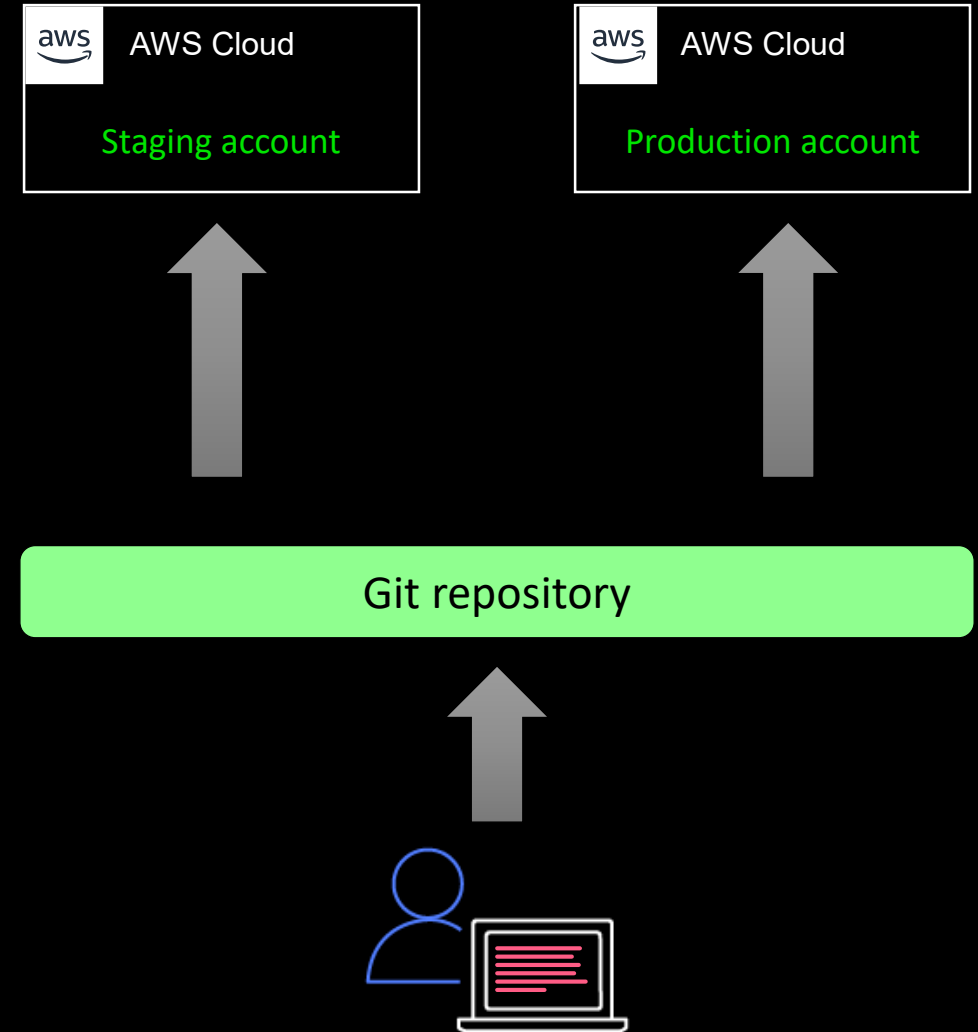 aws AWS Cloud
Staging account
aws AWS Cloud
Production account
Git repository